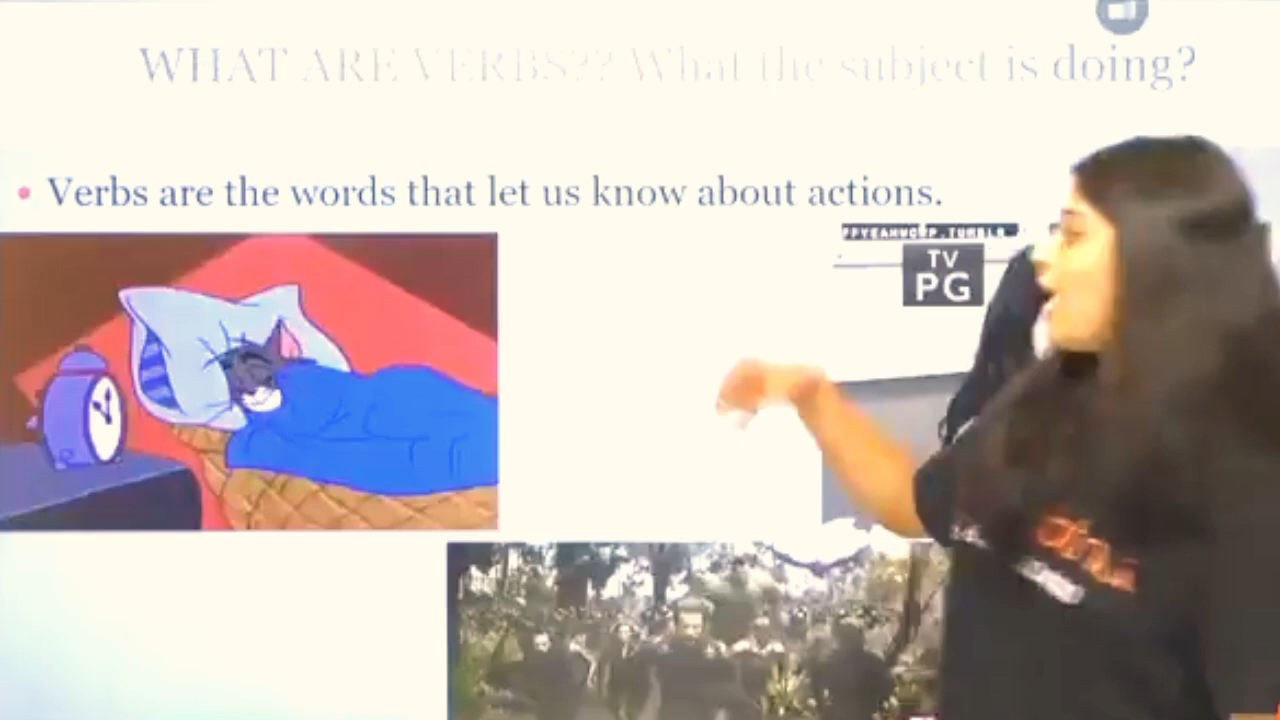 WHAT ARE VERBS?? What the subject is doing?
• Verbs are the words that let us know about actions.
TV
PG